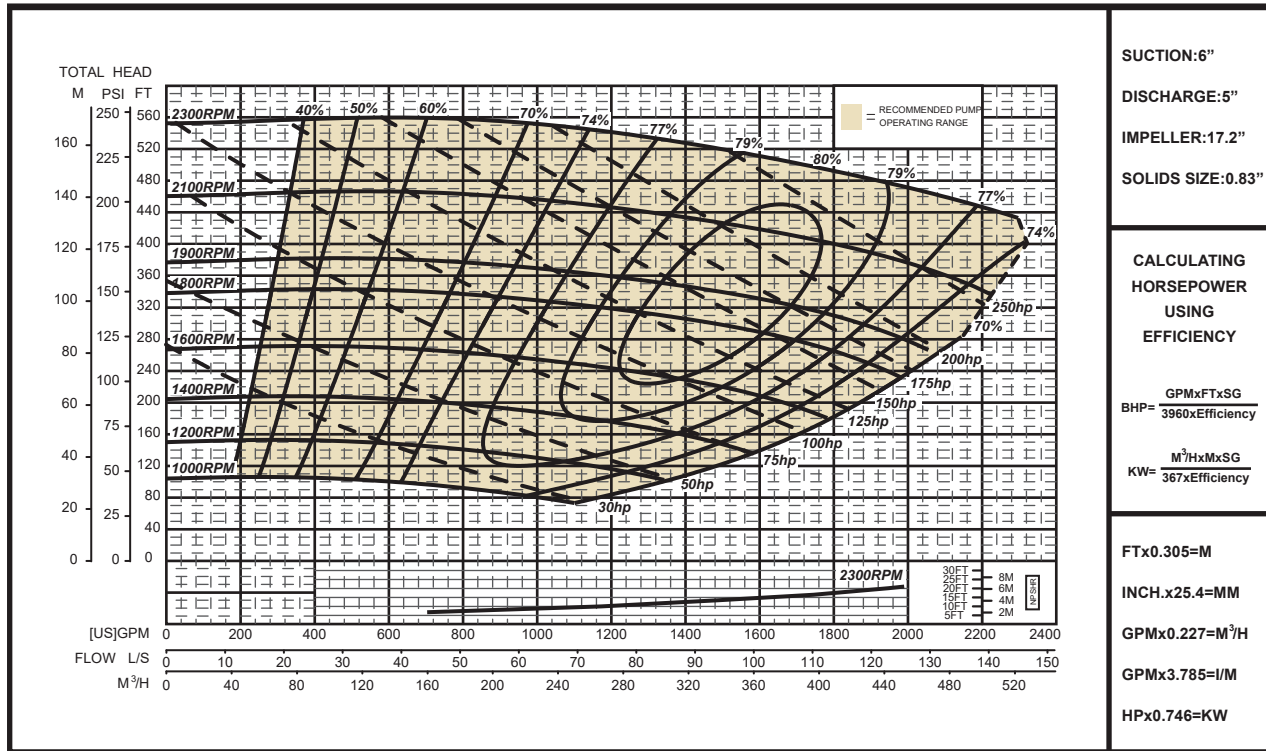 TOTAL HEAD
M PSI FT
250 560
160 520
225 480
140 200 440
120 175 400
360
100 150 320
125 280
80 240
100 200
60 75 160
40 50 120
80
20 25 40
0 0 0
2300RPM
2100RPM
1900RPM
1800RPM
1600RPM
1400RPM
1200RPM
1000RPM
40% 50% 60% 70% 74% 77% 79% 80% 79% 77% 74% 70%
RECOMMENDED PUMP
= OPERATING RANGE
250hp
200hp
175hp
150hp
125hp
100hp
75hp
50hp
30hp
2300RPM
30FT
25FT 8M
20FT 6M
15FT 4M
10FT
5FT 2M
NPSHR
[US]GPM 0 200 400 600 800 1000 1200 1400 1600 1800 2000 2200 2400
FLOW L/S 0 10 20 30 40 50 60 70 80 90 100 110 120 130 140 150
M³/H 0 40 80 120 160 200 240 280 320 360 400 440 480 520
SUCTION:6”
DISCHARGE:5”
IMPELLER:17.2”
SOLIDS SIZE:0.83”
CALCULATING
HORSEPOWER
USING
EFFICIENCY
BHP= GPMxFTxSG
3960xEfficiency
KW= M³/HxMxSG
367xEfficiency
FTx0.305=M
INCH.x25.4=MM
GPMx0.227=M³/H
GPMx3.785=l/M
HPx0.746=KW